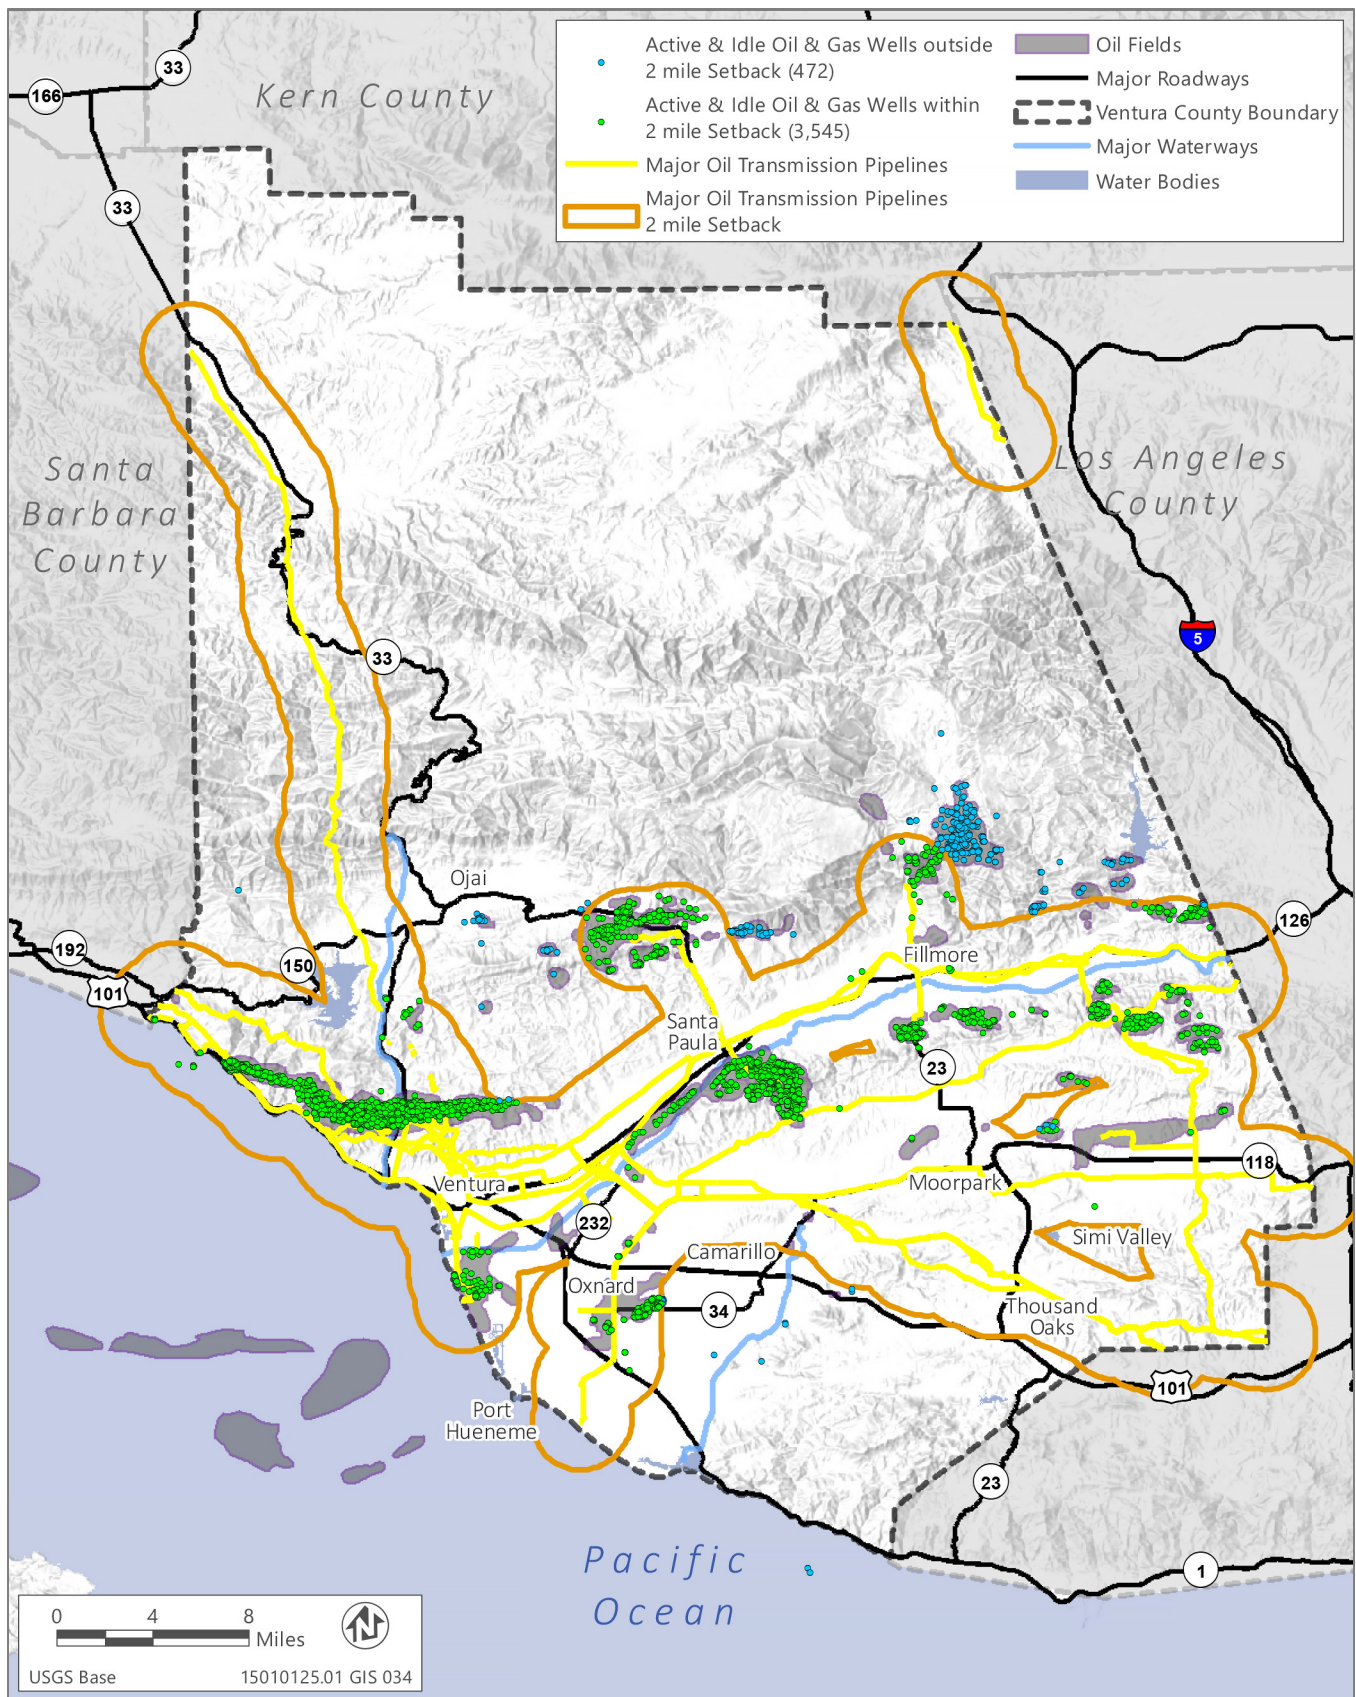 Active & Idle Oil & Gas Wells outside
2 mile Setback (472)
Active & Idle Oil & Gas Wells within
2 mile Setback (3,545)
Major Oil Transmission Pipelines
Major Oil Transmission Pipelines
2 mile Setback
Oil Fields
Major Roadways
Ventura County Boundary
Major Waterways
Water Bodies
33
166
Kern County
33
Santa
Barbara
County
Los Angeles
County
5
33
Ojai
126
192
150
101
Fillmore
Santa
Paula
23
118
Moorpark
Ventura
232
Simi Valley
Camarillo
Oxnard
34
Thousand
Oaks
101
Port
Hueneme
23
1
Pacific
Ocean
0 4 8
Miles
N
USGS Base
15010125.01 GIS 034